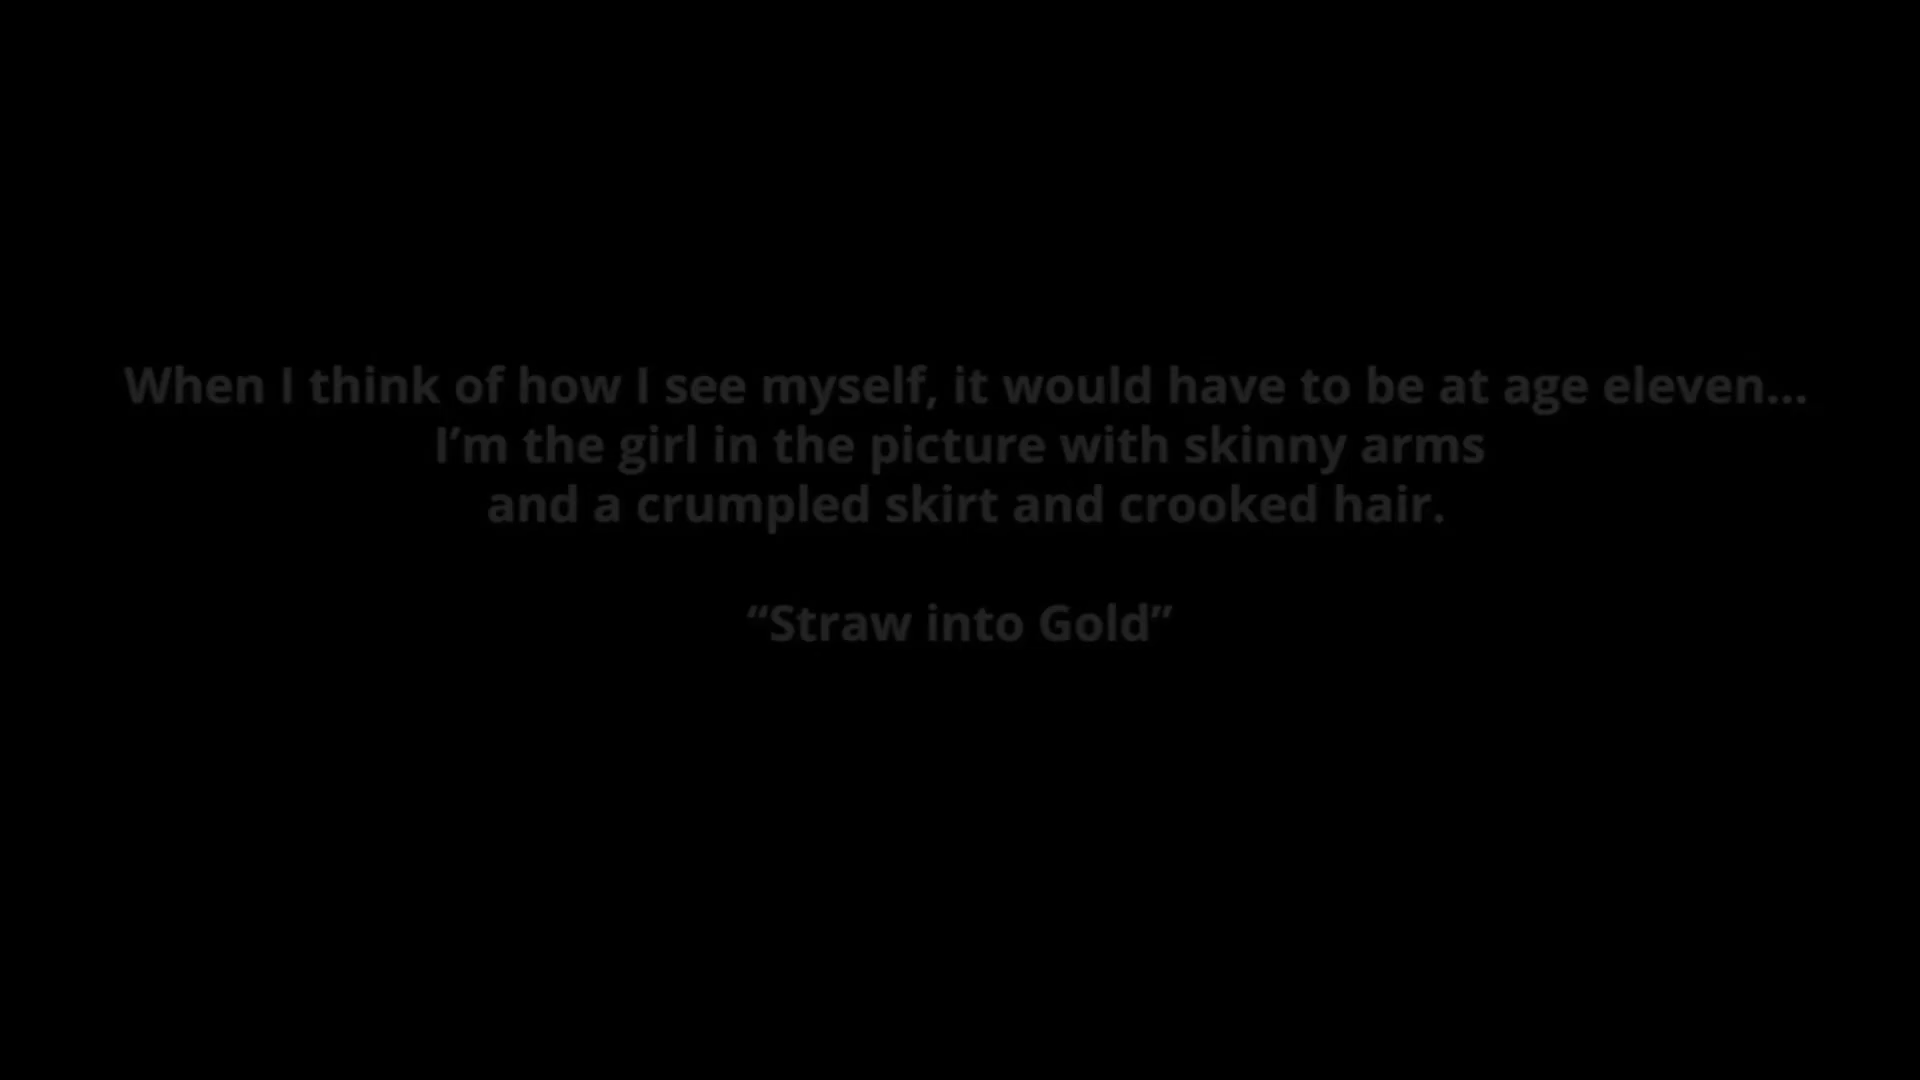 When I think of how I see myself, it would have to be at age eleven...
I’m the girl in the picture with skinny arms
and a crumpled skirt and crooked hair.
“Straw into Gold”